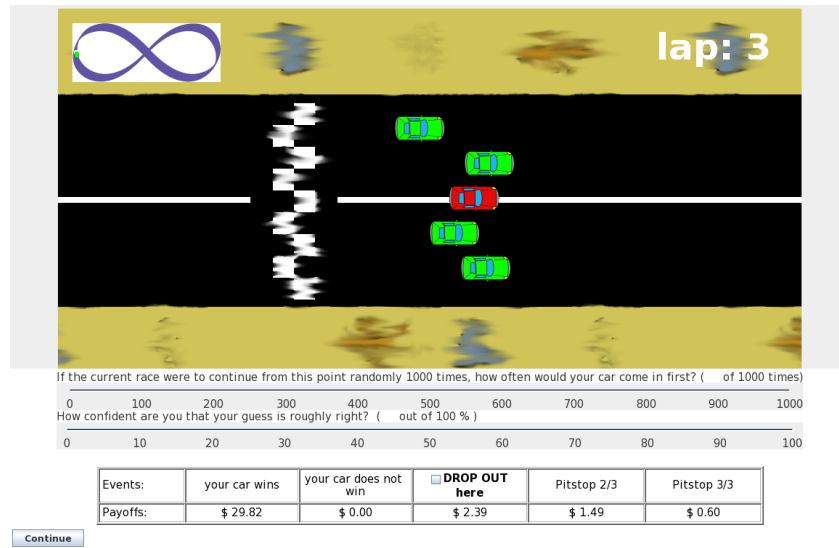 lap: 3
If the current race were to continue from this point randomly 1000 times, how often would your car come in first? (     of 1000 times)
0 100 200 300 400 500 600 700 800 900 1000
How confident are you that your guess is roughly right?  (     out of 100 % )
0 10 20 30 40 50 60 70 80 90 100
Events: your car wins your car does not win DROP OUT here Pitstop 2/3 Pitstop 3/3
Payoffs: $ 29.82 $ 0.00 $ 2.39 $ 1.49 $ 0.60
Continue